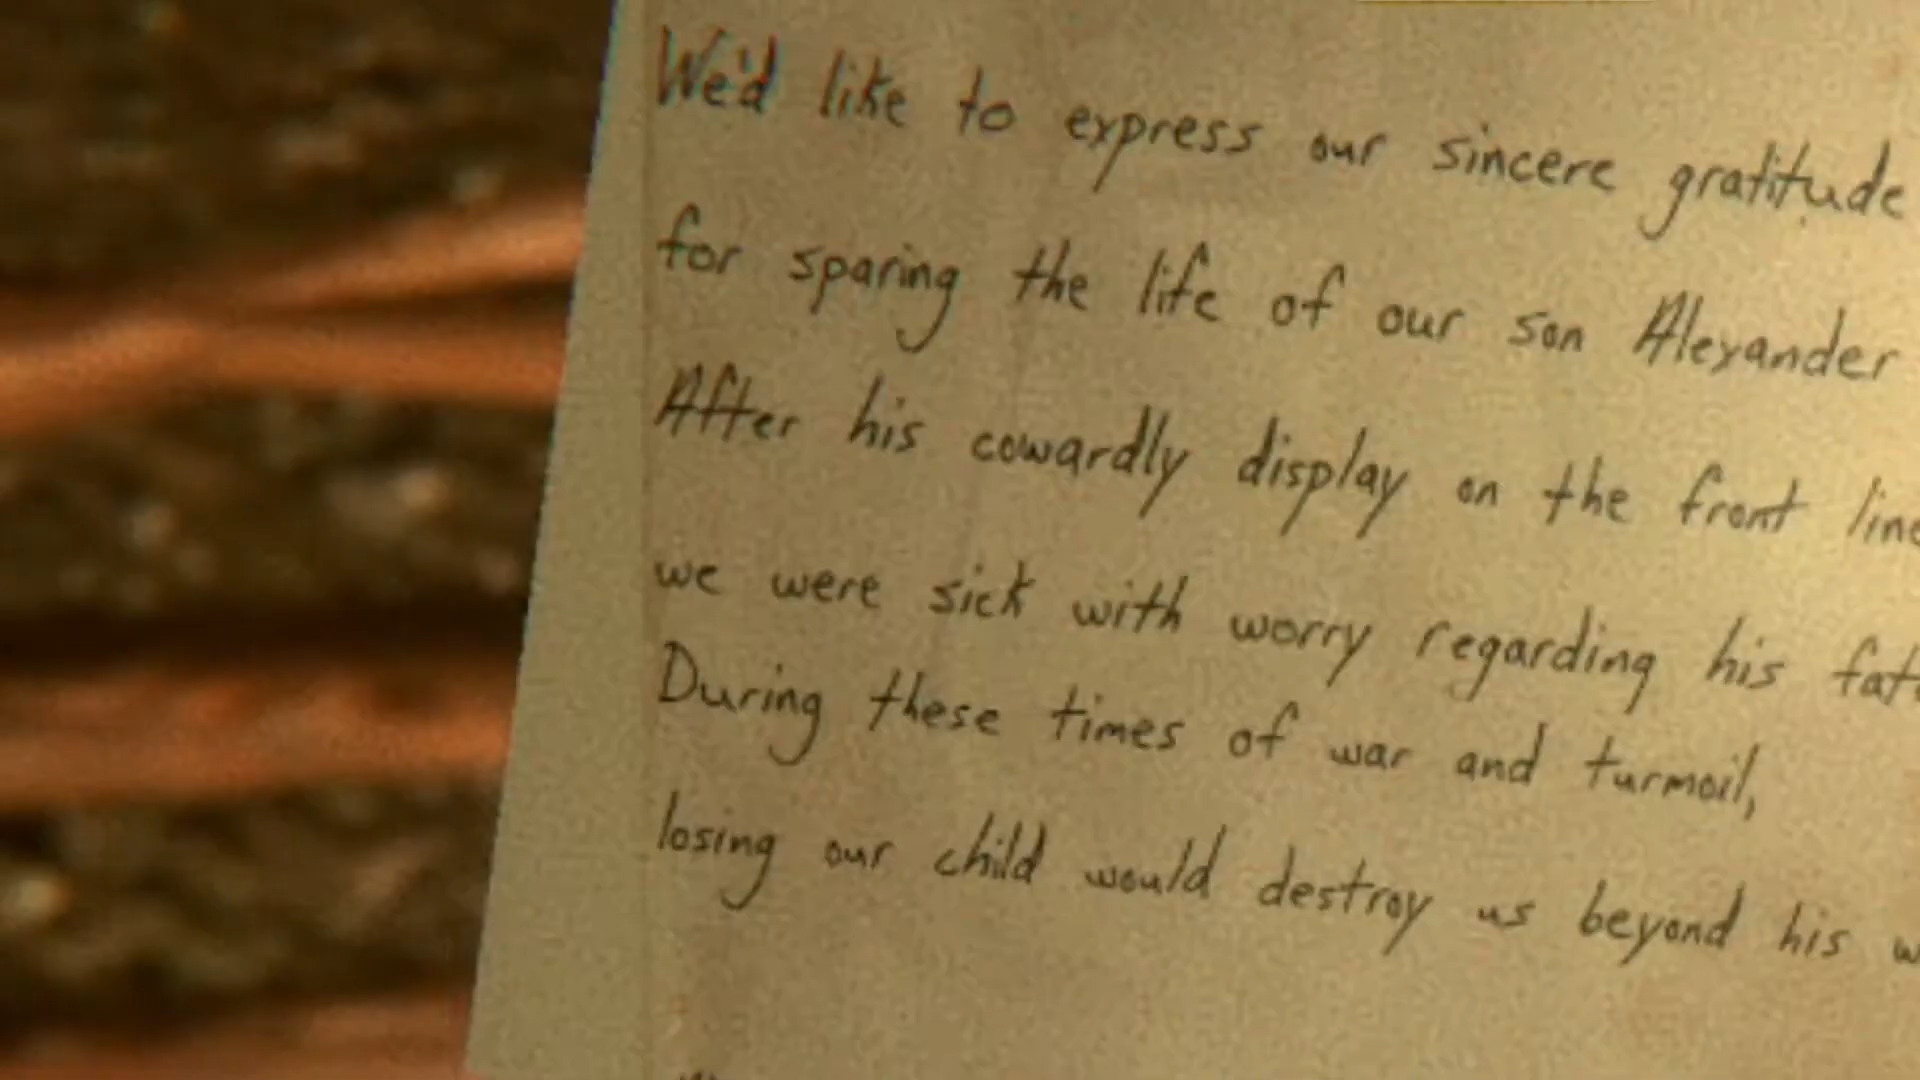 We'd like to express our sincere gratitude
for sparing the life of our son Alexander
After his cowardly display on the front
we were sick with worry regarding his
During these times of war and turmoil,
losing our child would destroy us beyond his